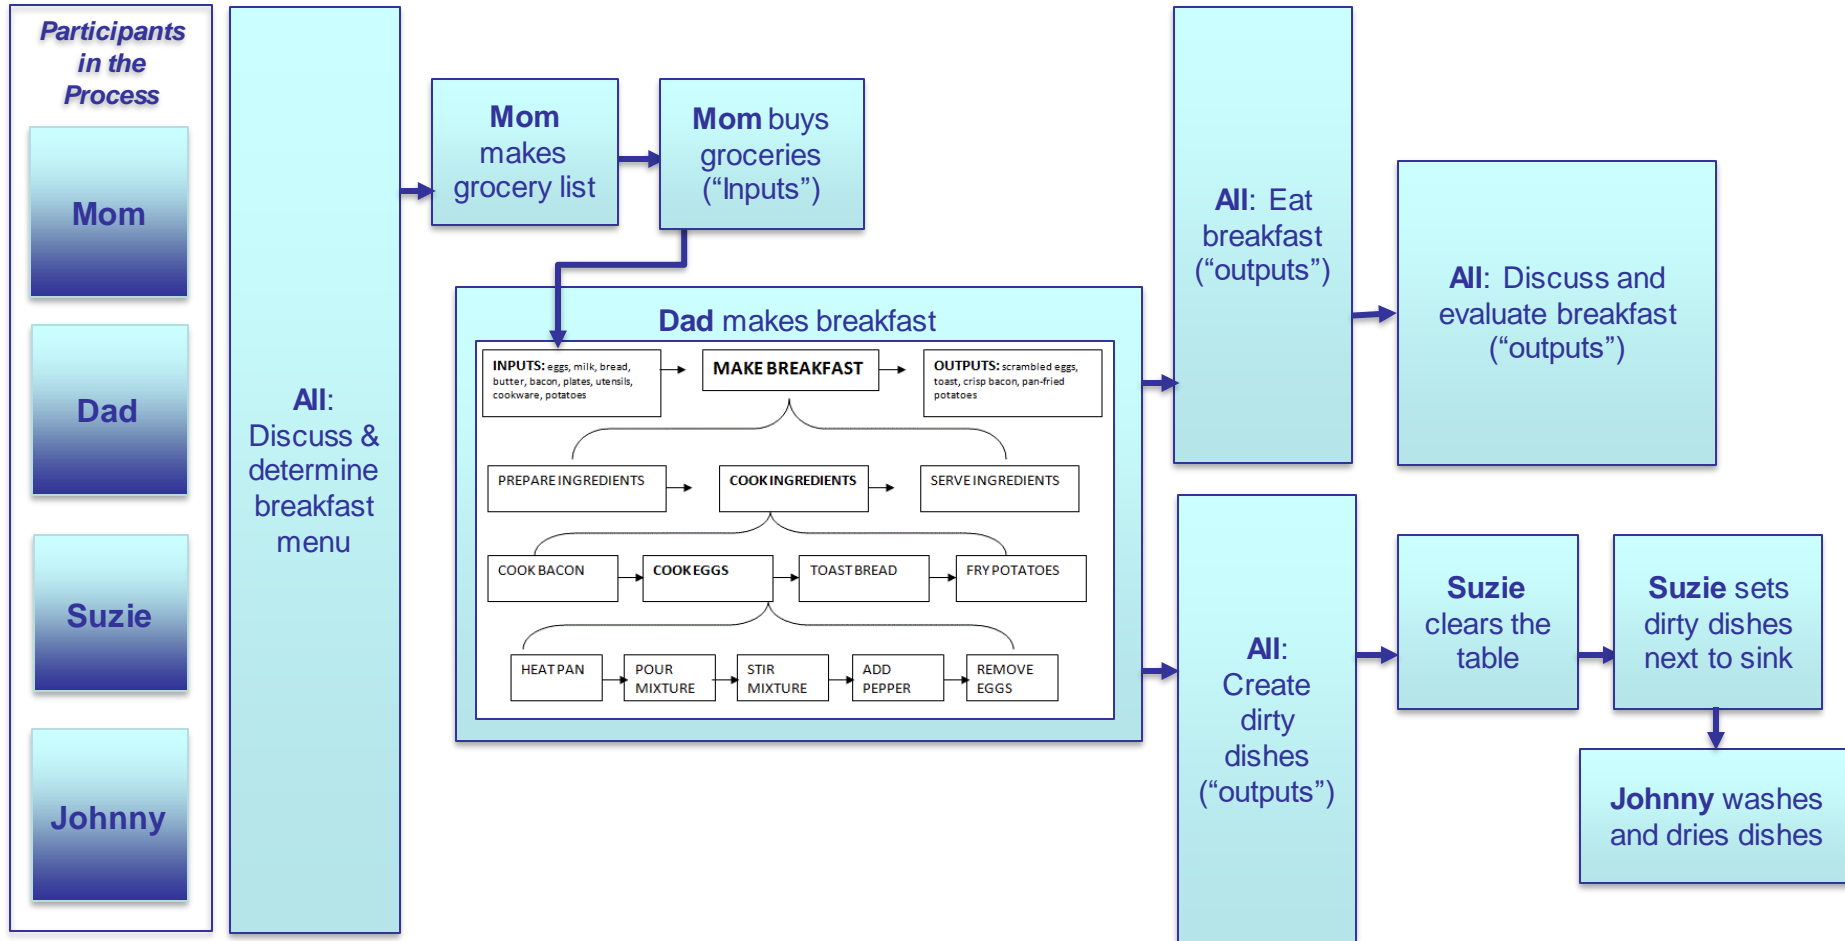 Participants
in the
Process
Mom
Dad
Suzie
Johnny
All:
Discuss &
determine
breakfast
menu
Mom
makes
grocery list
Mom buys
groceries
(“Inputs”)
Dad makes breakfast
INPUTS: eggs, milk, bread,
butter, bacon, plates, utensils,
cookware, potatoes
MAKE BREAKFAST
OUTPUTS: scrambled eggs,
toast, crisp bacon, pan-fried
potatoes
PREPARE INGREDIENTS
COOK INGREDIENTS
SERVE INGREDIENTS
COOK BACON
COOK EGGS
TOAST BREAD
FRY POTATOES
HEAT PAN
POUR
MIXTURE
STIR
MIXTURE
ADD
PEPPER
REMOVE
EGGS
All: Eat
breakfast
(“outputs”)
All: Discuss and
evaluate breakfast
(“outputs”)
All:
Create
dirty
dishes
(“outputs”)
Suzie
clears the
table
Suzie sets
dirty dishes
next to sink
Johnny washes
and dries dishes